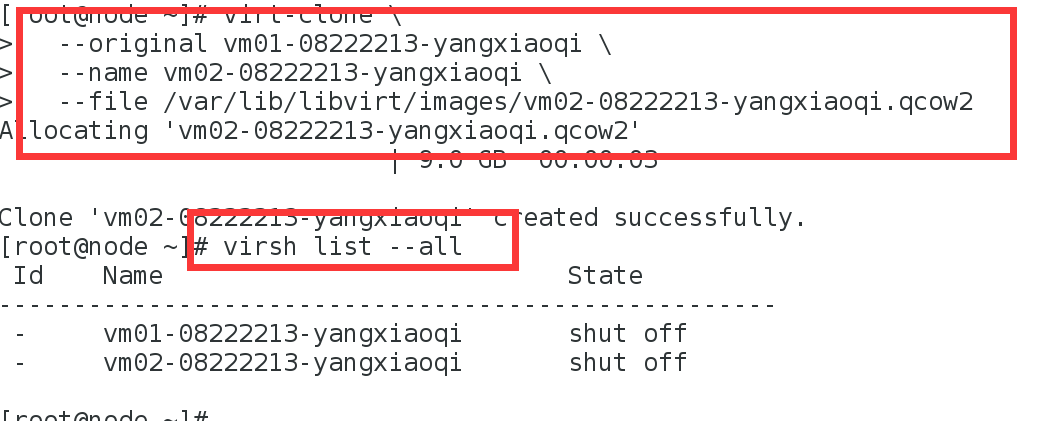 [root@node ~]# virt-clone \
> --original vm01-08222213-yangxiaoqi \
> --name vm02-08222213-yangxiaoqi \
> --file /var/lib/libvirt/images/vm02-08222213-yangxiaoqi.qcow2
Allocating 'vm02-08222213-yangxiaoqi.qcow2'
| 9.0 GB 00:00:03
Clone 'vm02-08222213-yangxiaoqi' created successfully.
[root@node ~]# virsh list --all
Id Name State
----------------------------------------------------
- vm01-08222213-yangxiaoqi shut off
- vm02-08222213-yangxiaoqi shut off
[root@node ~]#